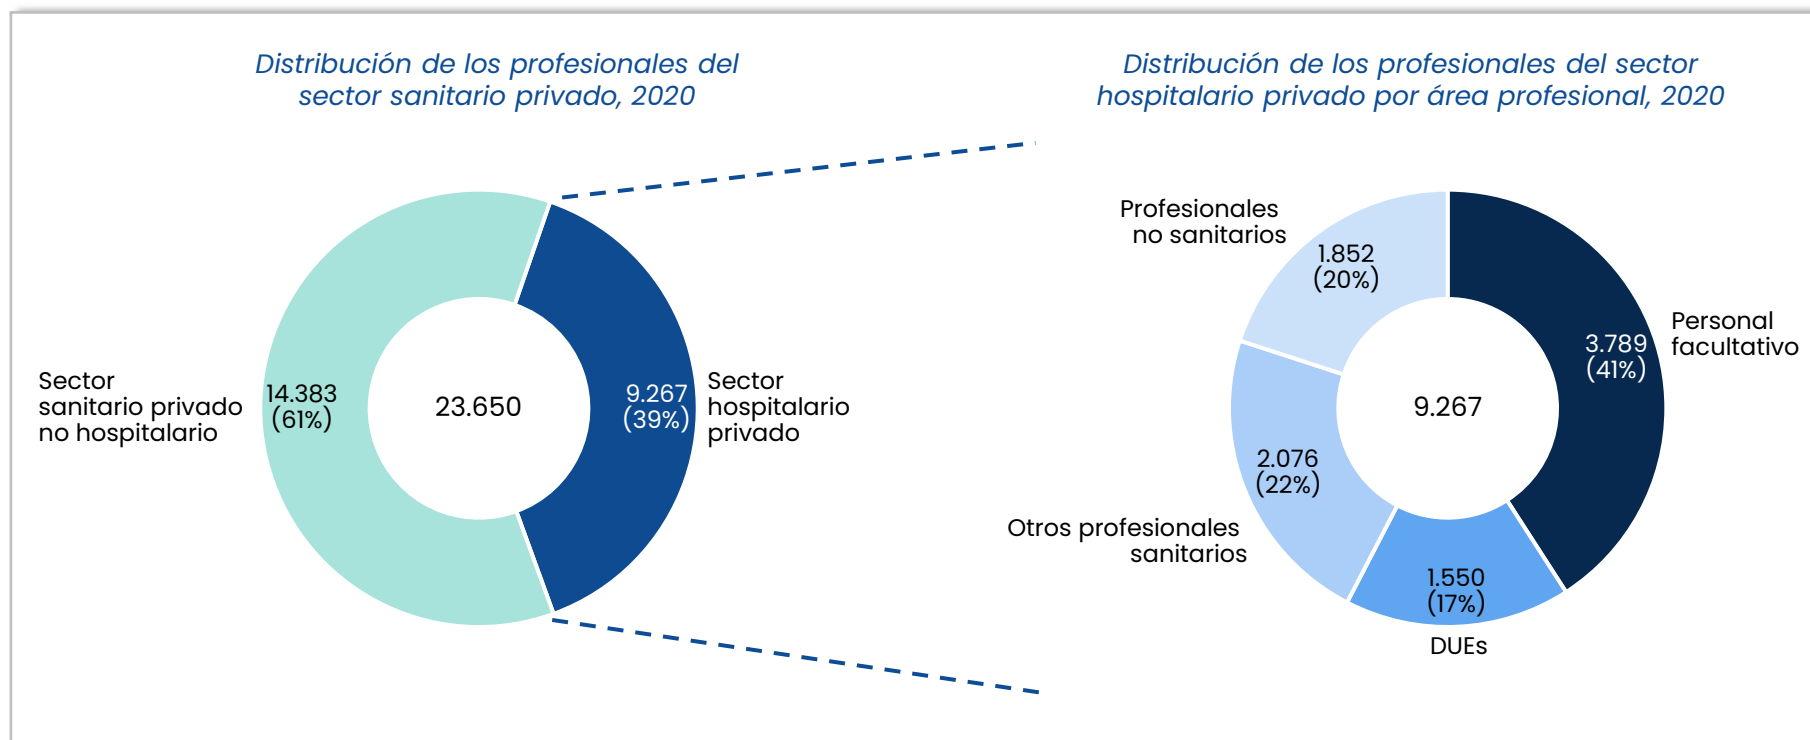 Distribución de los profesionales del
sector sanitario privado, 2020
Sector
sanitario privado
no hospitalario
14.383
(61%)
23.650
9.267
(39%)
Sector
hospitalario
privado
Distribución de los profesionales del sector
hospitalario privado por área profesional, 2020
Profesionales
no sanitarios
1.852
(20%)
3.789
(41%)
Personal
facultativo
9.267
2.076
(22%)
Otros profesionales
sanitarios
1.550
(17%)
DUEs